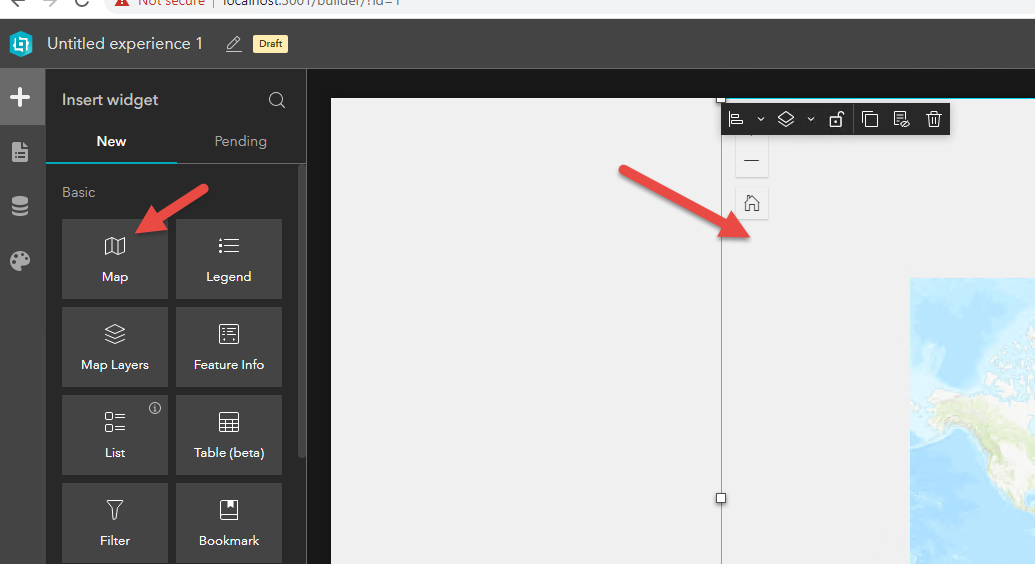 Not secure | localhost:3001/builder/?id=1
Untitled experience 1 Draft
Insert widget
New Pending
Basic
Map Legend
Map Layers Feature Info
List Table (beta)
Filter Bookmark